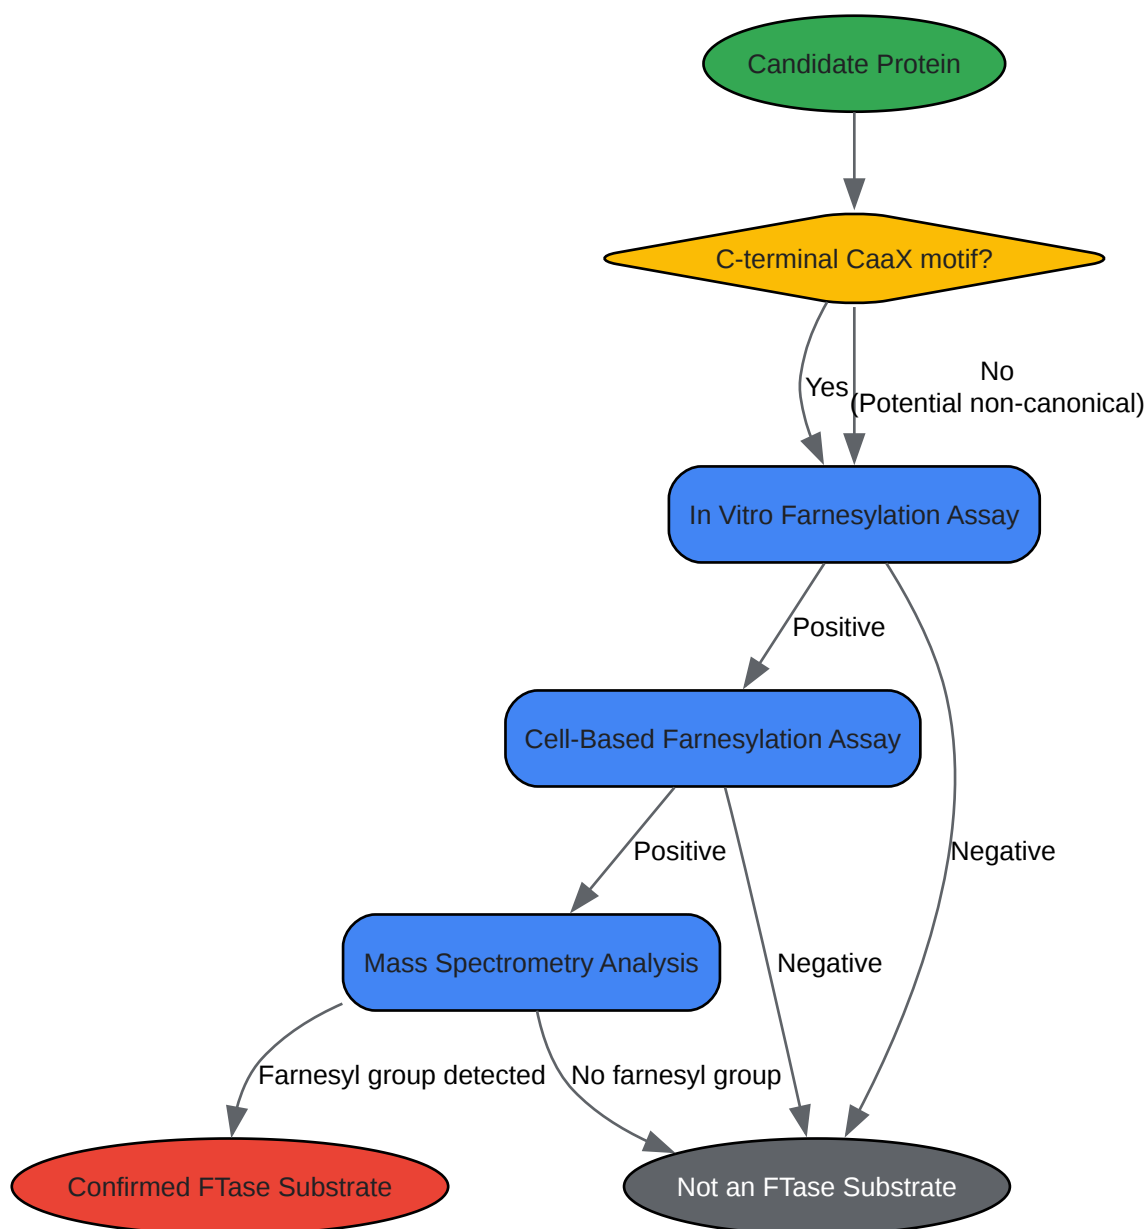 Candidate Protein
C-terminal CaaX motif?
Yes
No
(Potential non-canonical)
In Vitro Farnesylation Assay
Positive
Cell-Based Farnesylation Assay
Positive
Negative
Mass Spectrometry Analysis
Negative
Farnesyl group detected
No farnesyl group
Confirmed FTase Substrate
Not an FTase Substrate